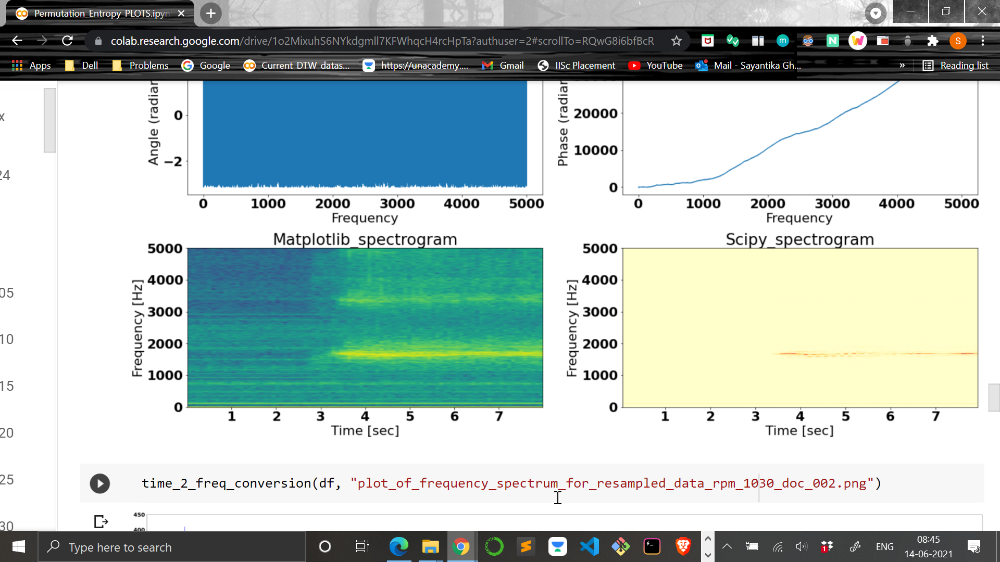 Permutation_Entropy_PLOTS.ipyn
colab.research.google.com/drive/1o2MixuhS6NYkdgmll7KFWhqcH4rcHpTa?authuser=2#scrollTo=RQwG8i6bfBcR
Apps Dell Problems Google Current_DTW_datas... https://unacademy.... Gmail IISc Placement YouTube Mail - Sayantika Gh... » Reading list
x
24
05
10
15
20
25
30
Angle (radian
0
−2
0 1000 2000 3000 4000 5000
Frequency
Phase (radian
20000
10000
0
0 1000 2000 3000 4000 5000
Frequency
Matplotlib_spectrogram
Frequency [Hz]
5000
4000
3000
2000
1000
0
1 2 3 4 5 6 7
Time [sec]
Scipy_spectrogram
Frequency [Hz]
5000
4000
3000
2000
1000
0
1 2 3 4 5 6 7
Time [sec]
time_2_freq_conversion(df, "plot_of_frequency_spectrum_for_resampled_data_rpm_1030_doc_002.png")
450
400
Type here to search
ENG
08:45
14-06-2021